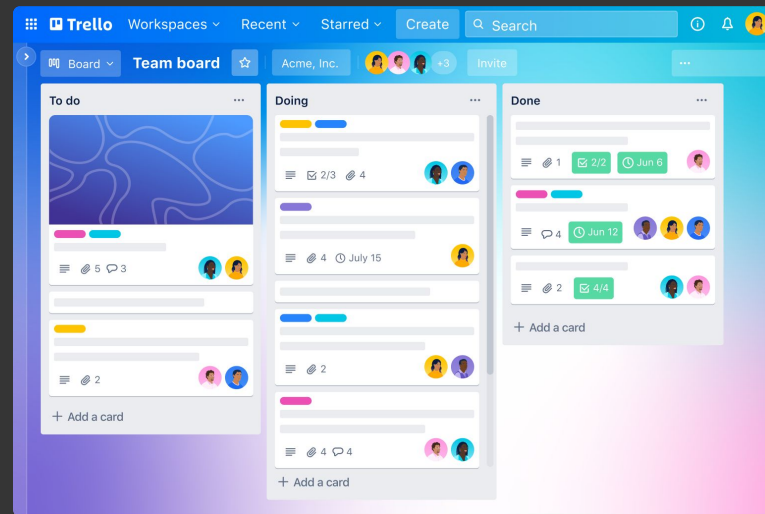 Trello Workspaces Recent Starred Create Search
Board Team board Acme, Inc. +3 Invite
To do
5 3
2
+ Add a card
Doing
2/3 4
4 July 15
2
4 4
+ Add a card
Done
1 2/2 Jun 6
4 Jun 12
2 4/4
+ Add a card